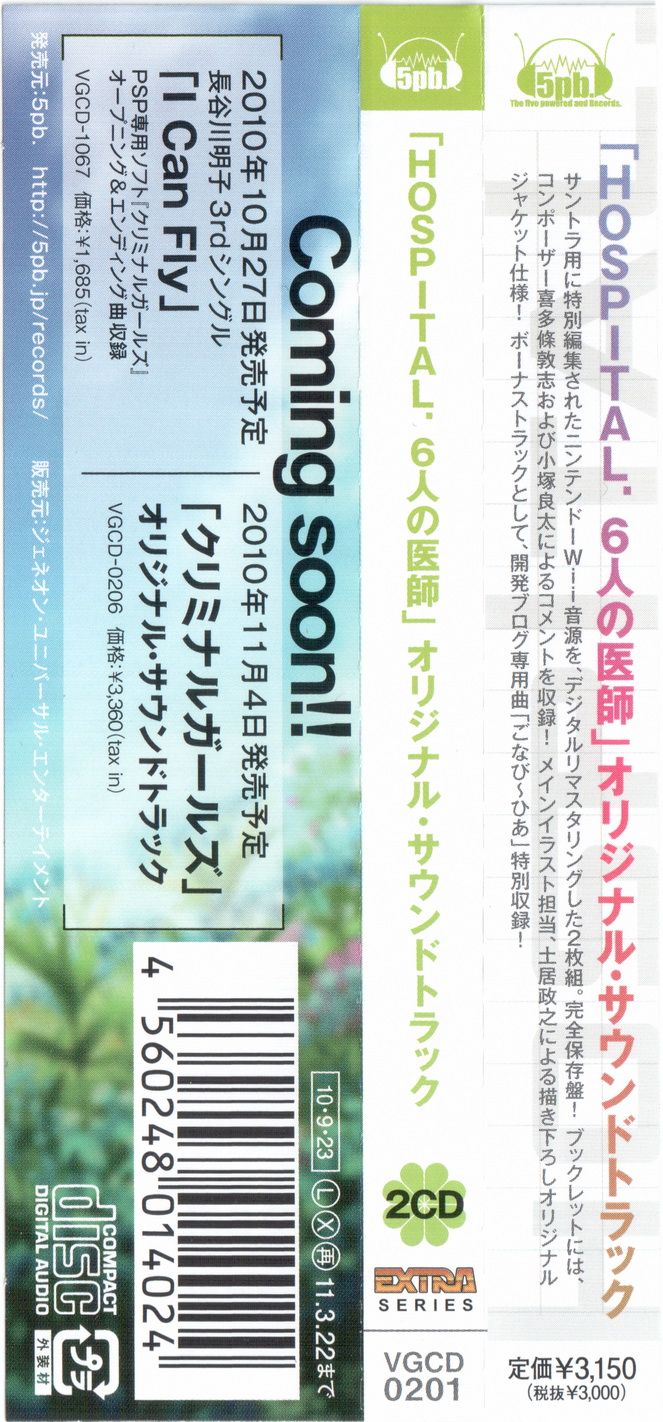 5pb.
The five powered and Records.
「HOSPITAL. 6人の医師」オリジナル・サウンドトラック
サントラ用に特別編集されたニンテンドーWii音源を、デジタルリマスタリングした2枚組。完全保存盤！ ブックレットには、
コンポーザー喜多條敦志および小塚良太によるコメントを収録！ メインイラスト担当、土居政之による描き下ろしオリジナル
ジャケット仕様！ ボーナストラックとして、開発ブログ専用曲「ごなび～ひあ」特別収録！
定価¥3,150
(税抜¥3,000)
5pb.
「HOSPITAL. 6人の医師」オリジナル・サウンドトラック
2CD
EXTRA
SERIES
VGCD
0201
Coming soon!!
2010年10月27日発売予定
長谷川明子 3rdシングル
「I Can Fly」
PSP専用ソフト『クリミナルガールズ』
オープニング＆エンディング曲収録
VGCD-1067 価格:¥1,685(tax in)
2010年11月4日発売予定
「クリミナルガールズ」
オリジナル・サウンドトラック
VGCD-0206 価格:¥3,360(tax in)
発売元:5pb. http://5pb.jp/records/ 販売元:ジェネオン・ユニバーサル・エンターテイメント
4 560248 014024
10・9・23 Ⓛ Ⓧ 再 11.3.22まで
COMPACT
disc
DIGITAL AUDIO
プラ
外装材